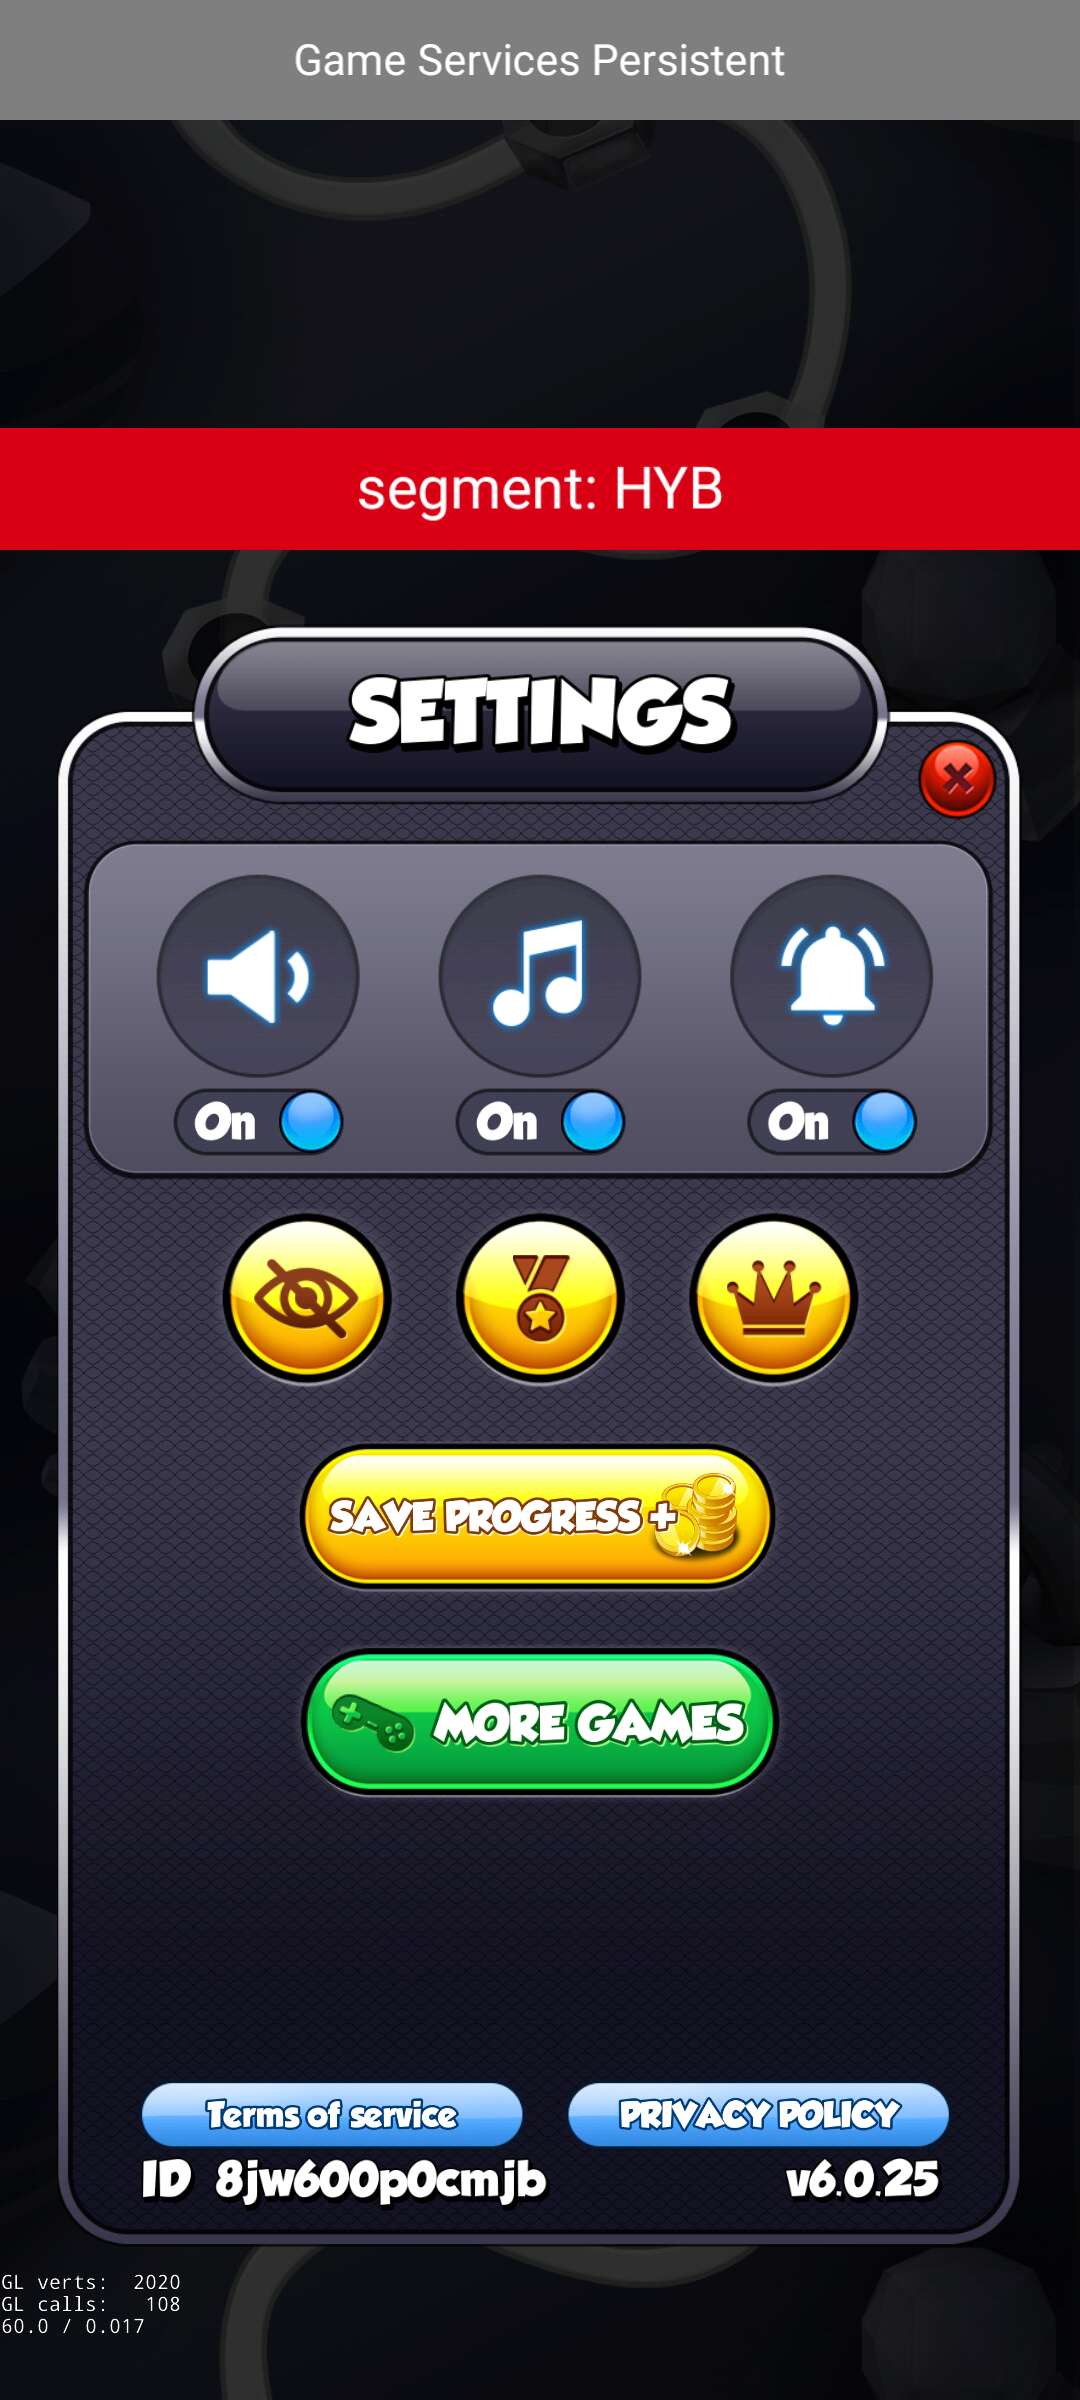 Game Services Persistent
segment: HYB
SETTINGS
On On On
SAVE PROGRESS +
MORE GAMES
Terms of service PRIVACY POLICY
ID 8jw600p0cmjb v6.0.25
GL verts: 2020
GL calls: 108
60.0 / 0.017